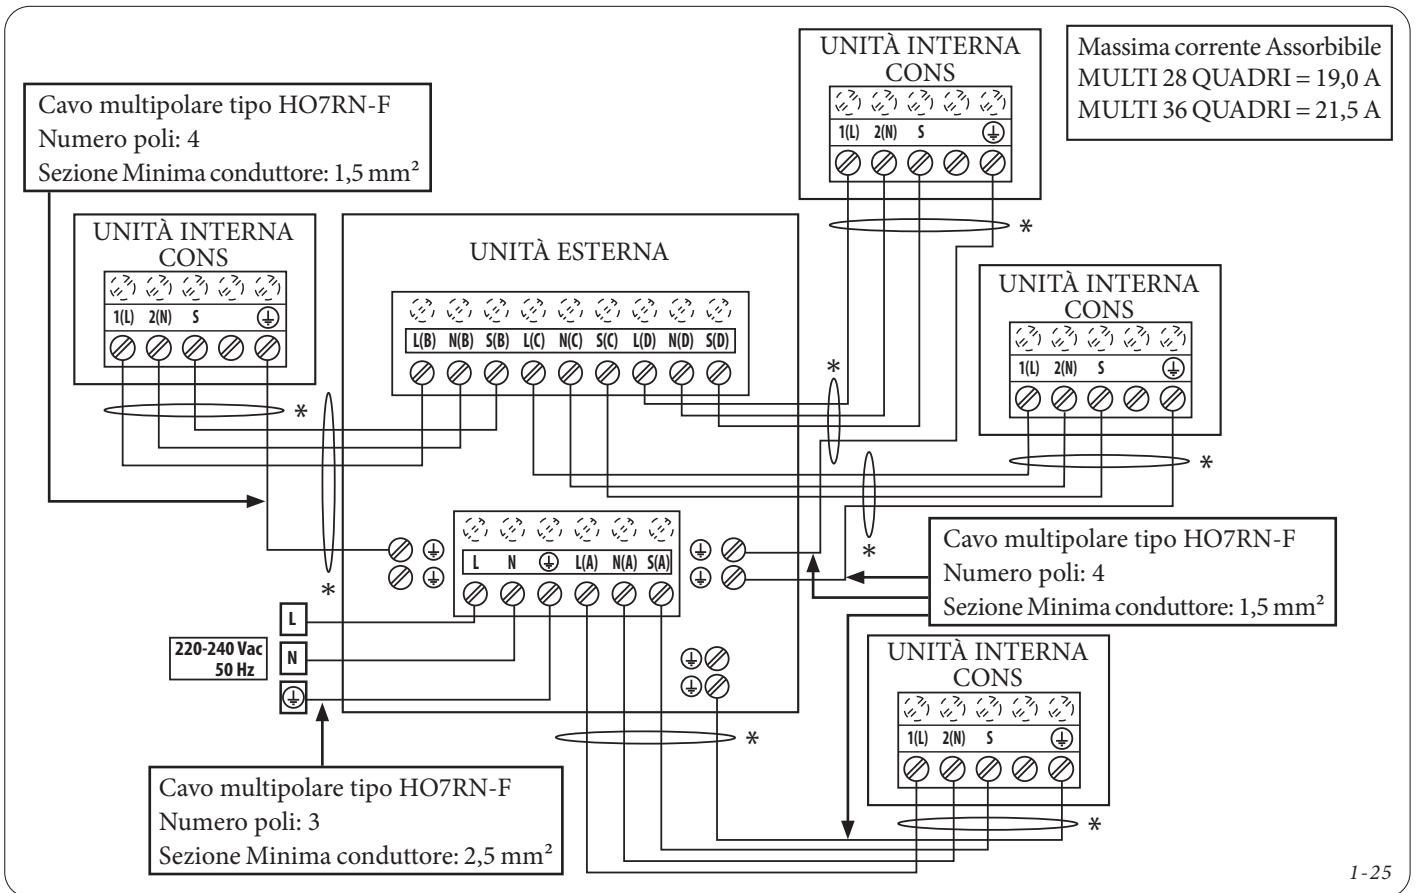 UNITÀ INTERNA
CONS
1(L) 2(N) S
*
Massima corrente Assorbibile
MULTI 28 QUADRI = 19,0 A
MULTI 36 QUADRI = 21,5 A
Cavo multipolare tipo HO7RN-F
Numero poli: 4
Sezione Minima conduttore: 1,5 mm²
UNITÀ INTERNA
CONS
1(L) 2(N) S
*
*
UNITÀ ESTERNA
L(B) N(B) S(B) L(C) N(C) S(C) L(D) N(D) S(D)
*
UNITÀ INTERNA
CONS
1(L) 2(N) S
*
*
L N L(A) N(A) S(A)
Cavo multipolare tipo HO7RN-F
Numero poli: 4
Sezione Minima conduttore: 1,5 mm²
220-240 Vac
50 Hz
L
N
UNITÀ INTERNA
CONS
1(L) 2(N) S
*
*
Cavo multipolare tipo HO7RN-F
Numero poli: 3
Sezione Minima conduttore: 2,5 mm²
1-25